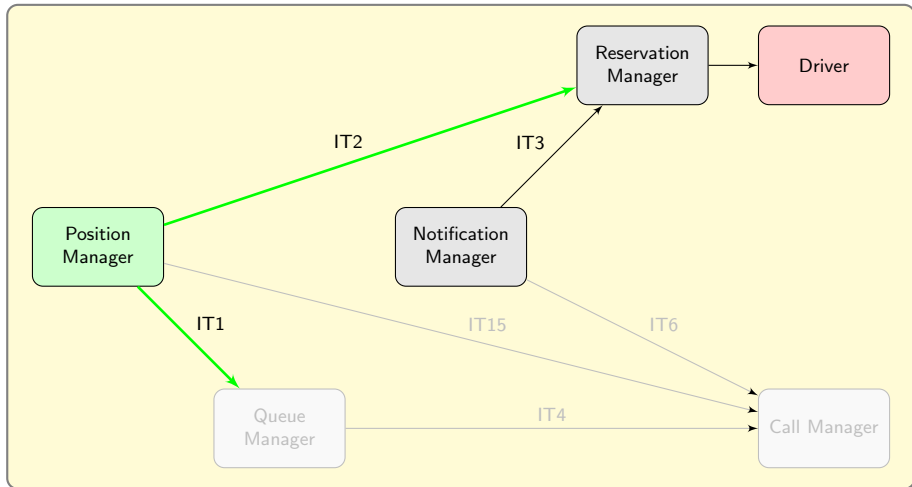 Reservation
Manager
Driver
IT2
IT3
Position
Manager
Notification
Manager
IT1
IT15
IT6
Queue
Manager
IT4
Call Manager